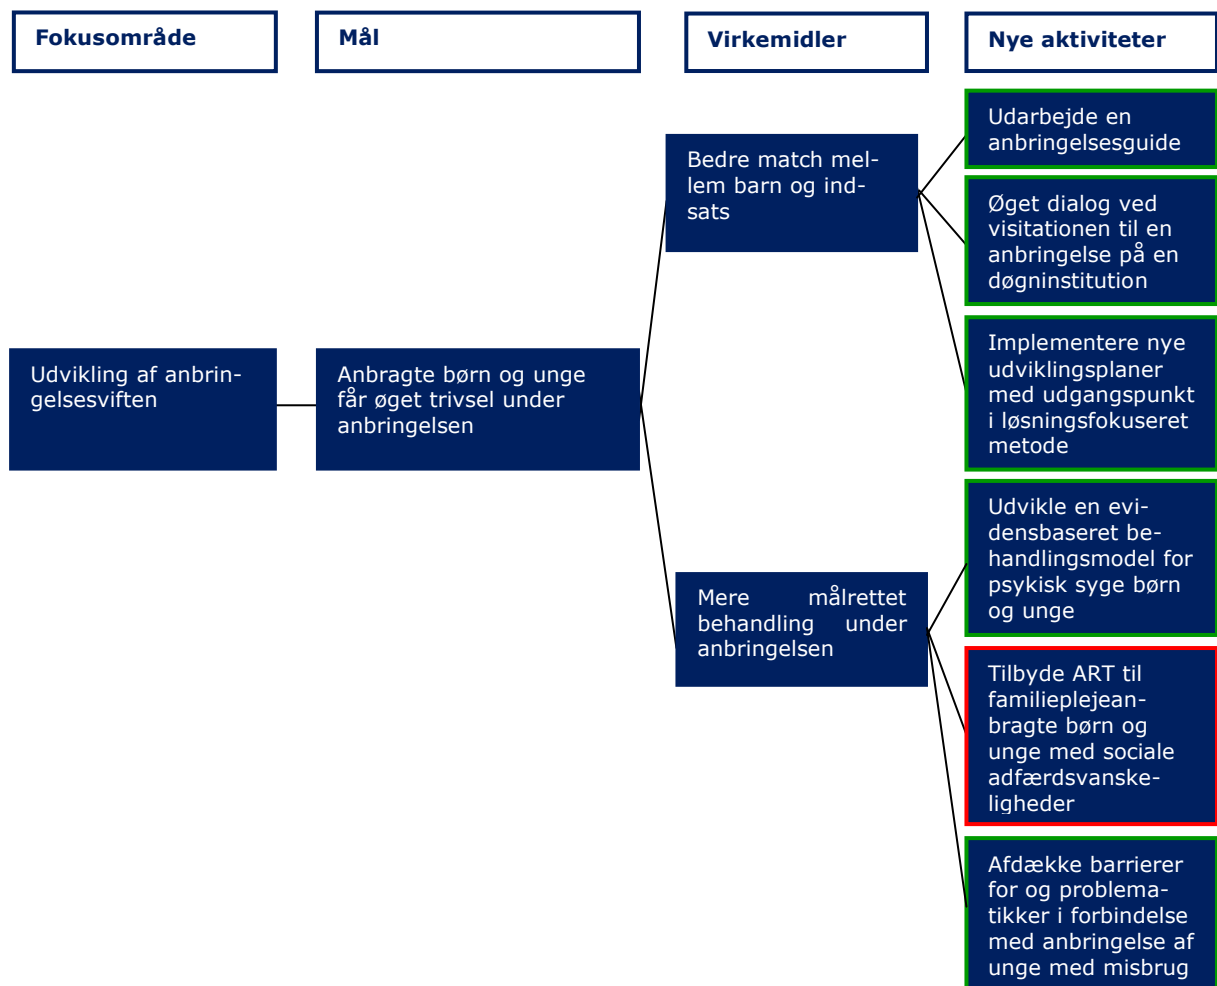 Fokusområde
Mål
Virkemidler
Nye aktiviteter
Udvikling af anbrin-
gelsesviften
Anbragte børn og unge
får øget trivsel under
anbringelsen
Bedre match mel-
lem barn og ind-
sats
Udarbejde en
anbringelsesguide
Øget dialog ved
visitationen til en
anbringelse på en
døgninstitution
Implementere nye
udviklingsplaner
med udgangspunkt
i løsningsfokuseret
metode
Mere målrettet
behandling under
anbringelsen
Udvikle en evi-
densbaseret be-
handlingsmodel for
psykisk syge børn
og unge
Tilbyde ART til
familieplejean-
bragte børn og
unge med sociale
adfærdsvanske-
ligheder
Afdække barrierer
for og problema-
tikker i forbindelse
med anbringelse af
unge med misbrug